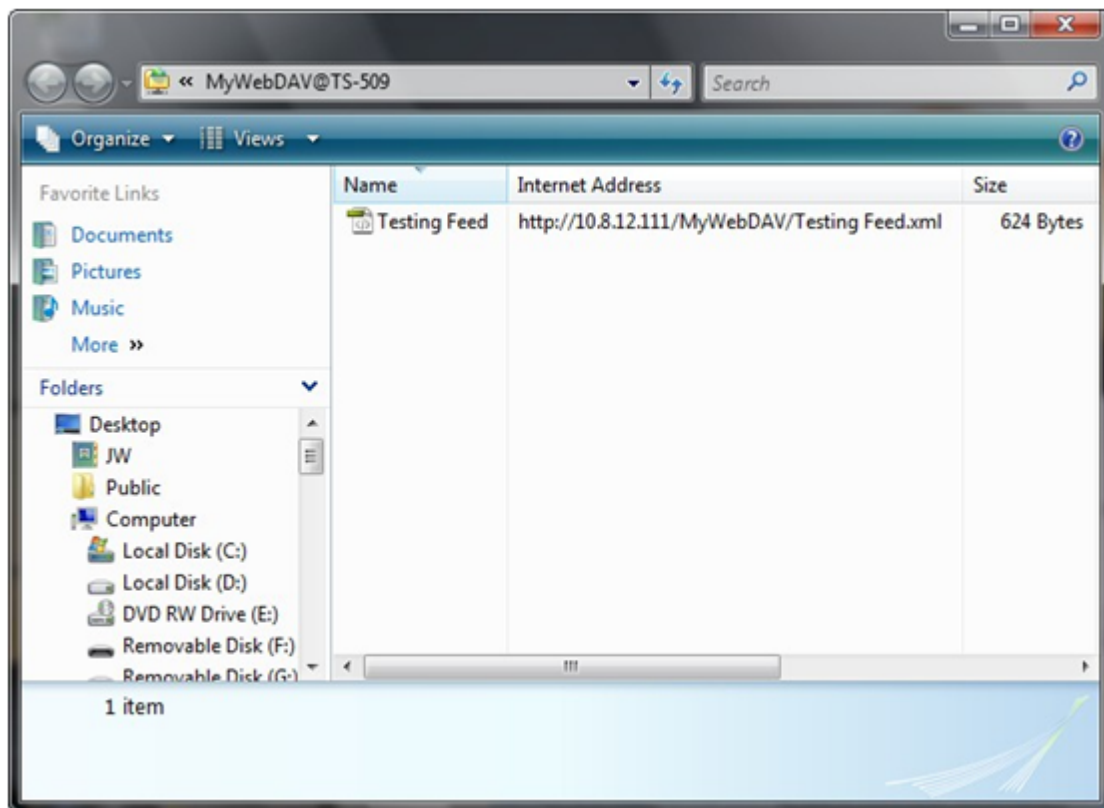 « MyWebDAV@TS-509
Search
Organize Views
Favorite Links
Documents
Pictures
Music
More »
Folders
Desktop
JW
Public
Computer
Local Disk (C:)
Local Disk (D:)
DVD RW Drive (E:)
Removable Disk (F:)
Removable Disk (G:)
Name Internet Address Size
Testing Feed http://10.8.12.111/MyWebDAV/Testing Feed.xml 624 Bytes
1 item